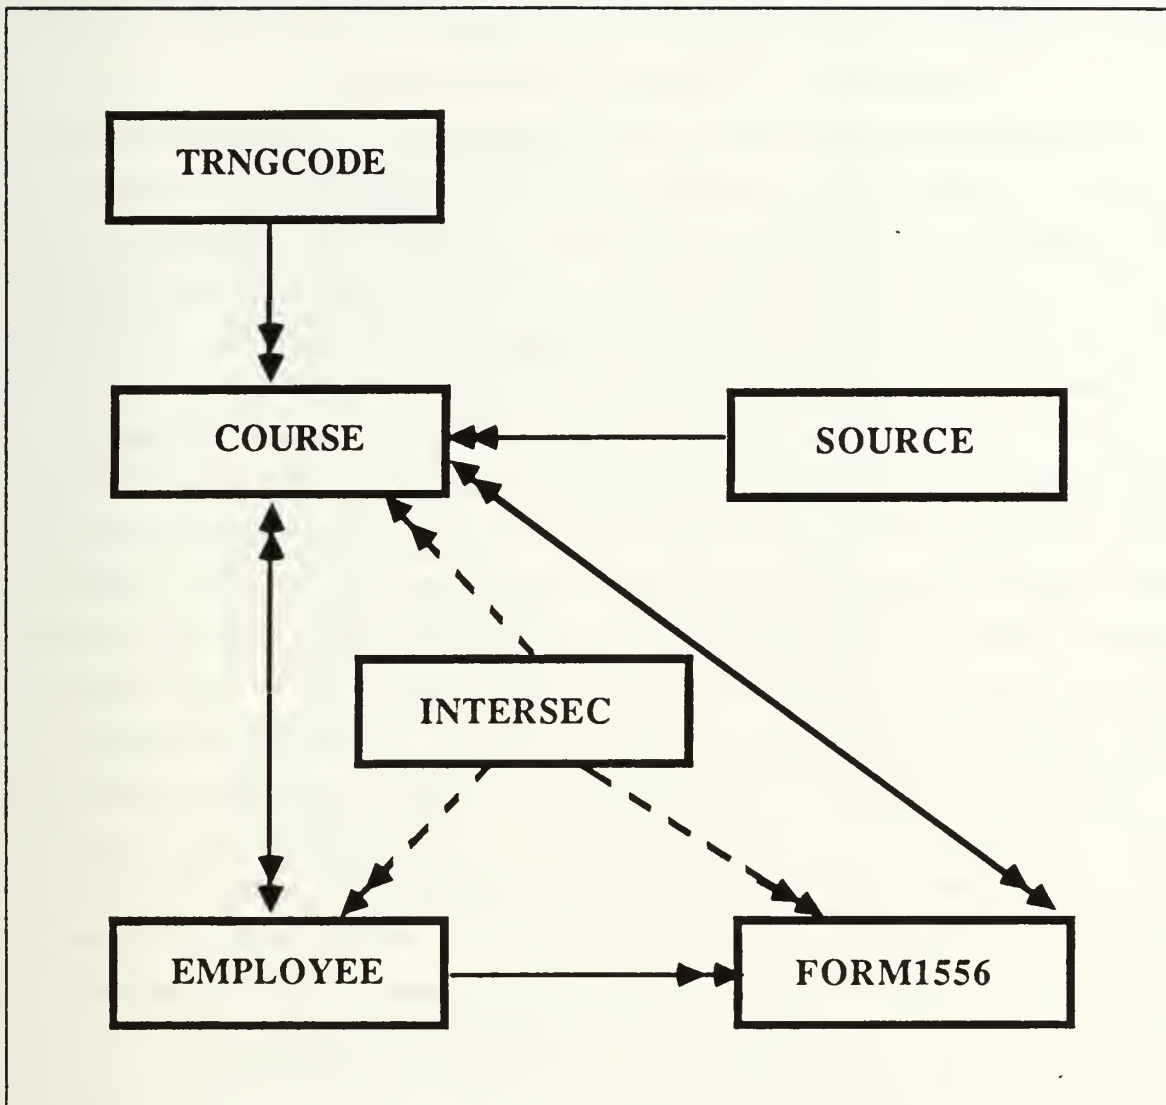 TRNGCODE
COURSE
SOURCE
INTERSEC
EMPLOYEE
FORM1556